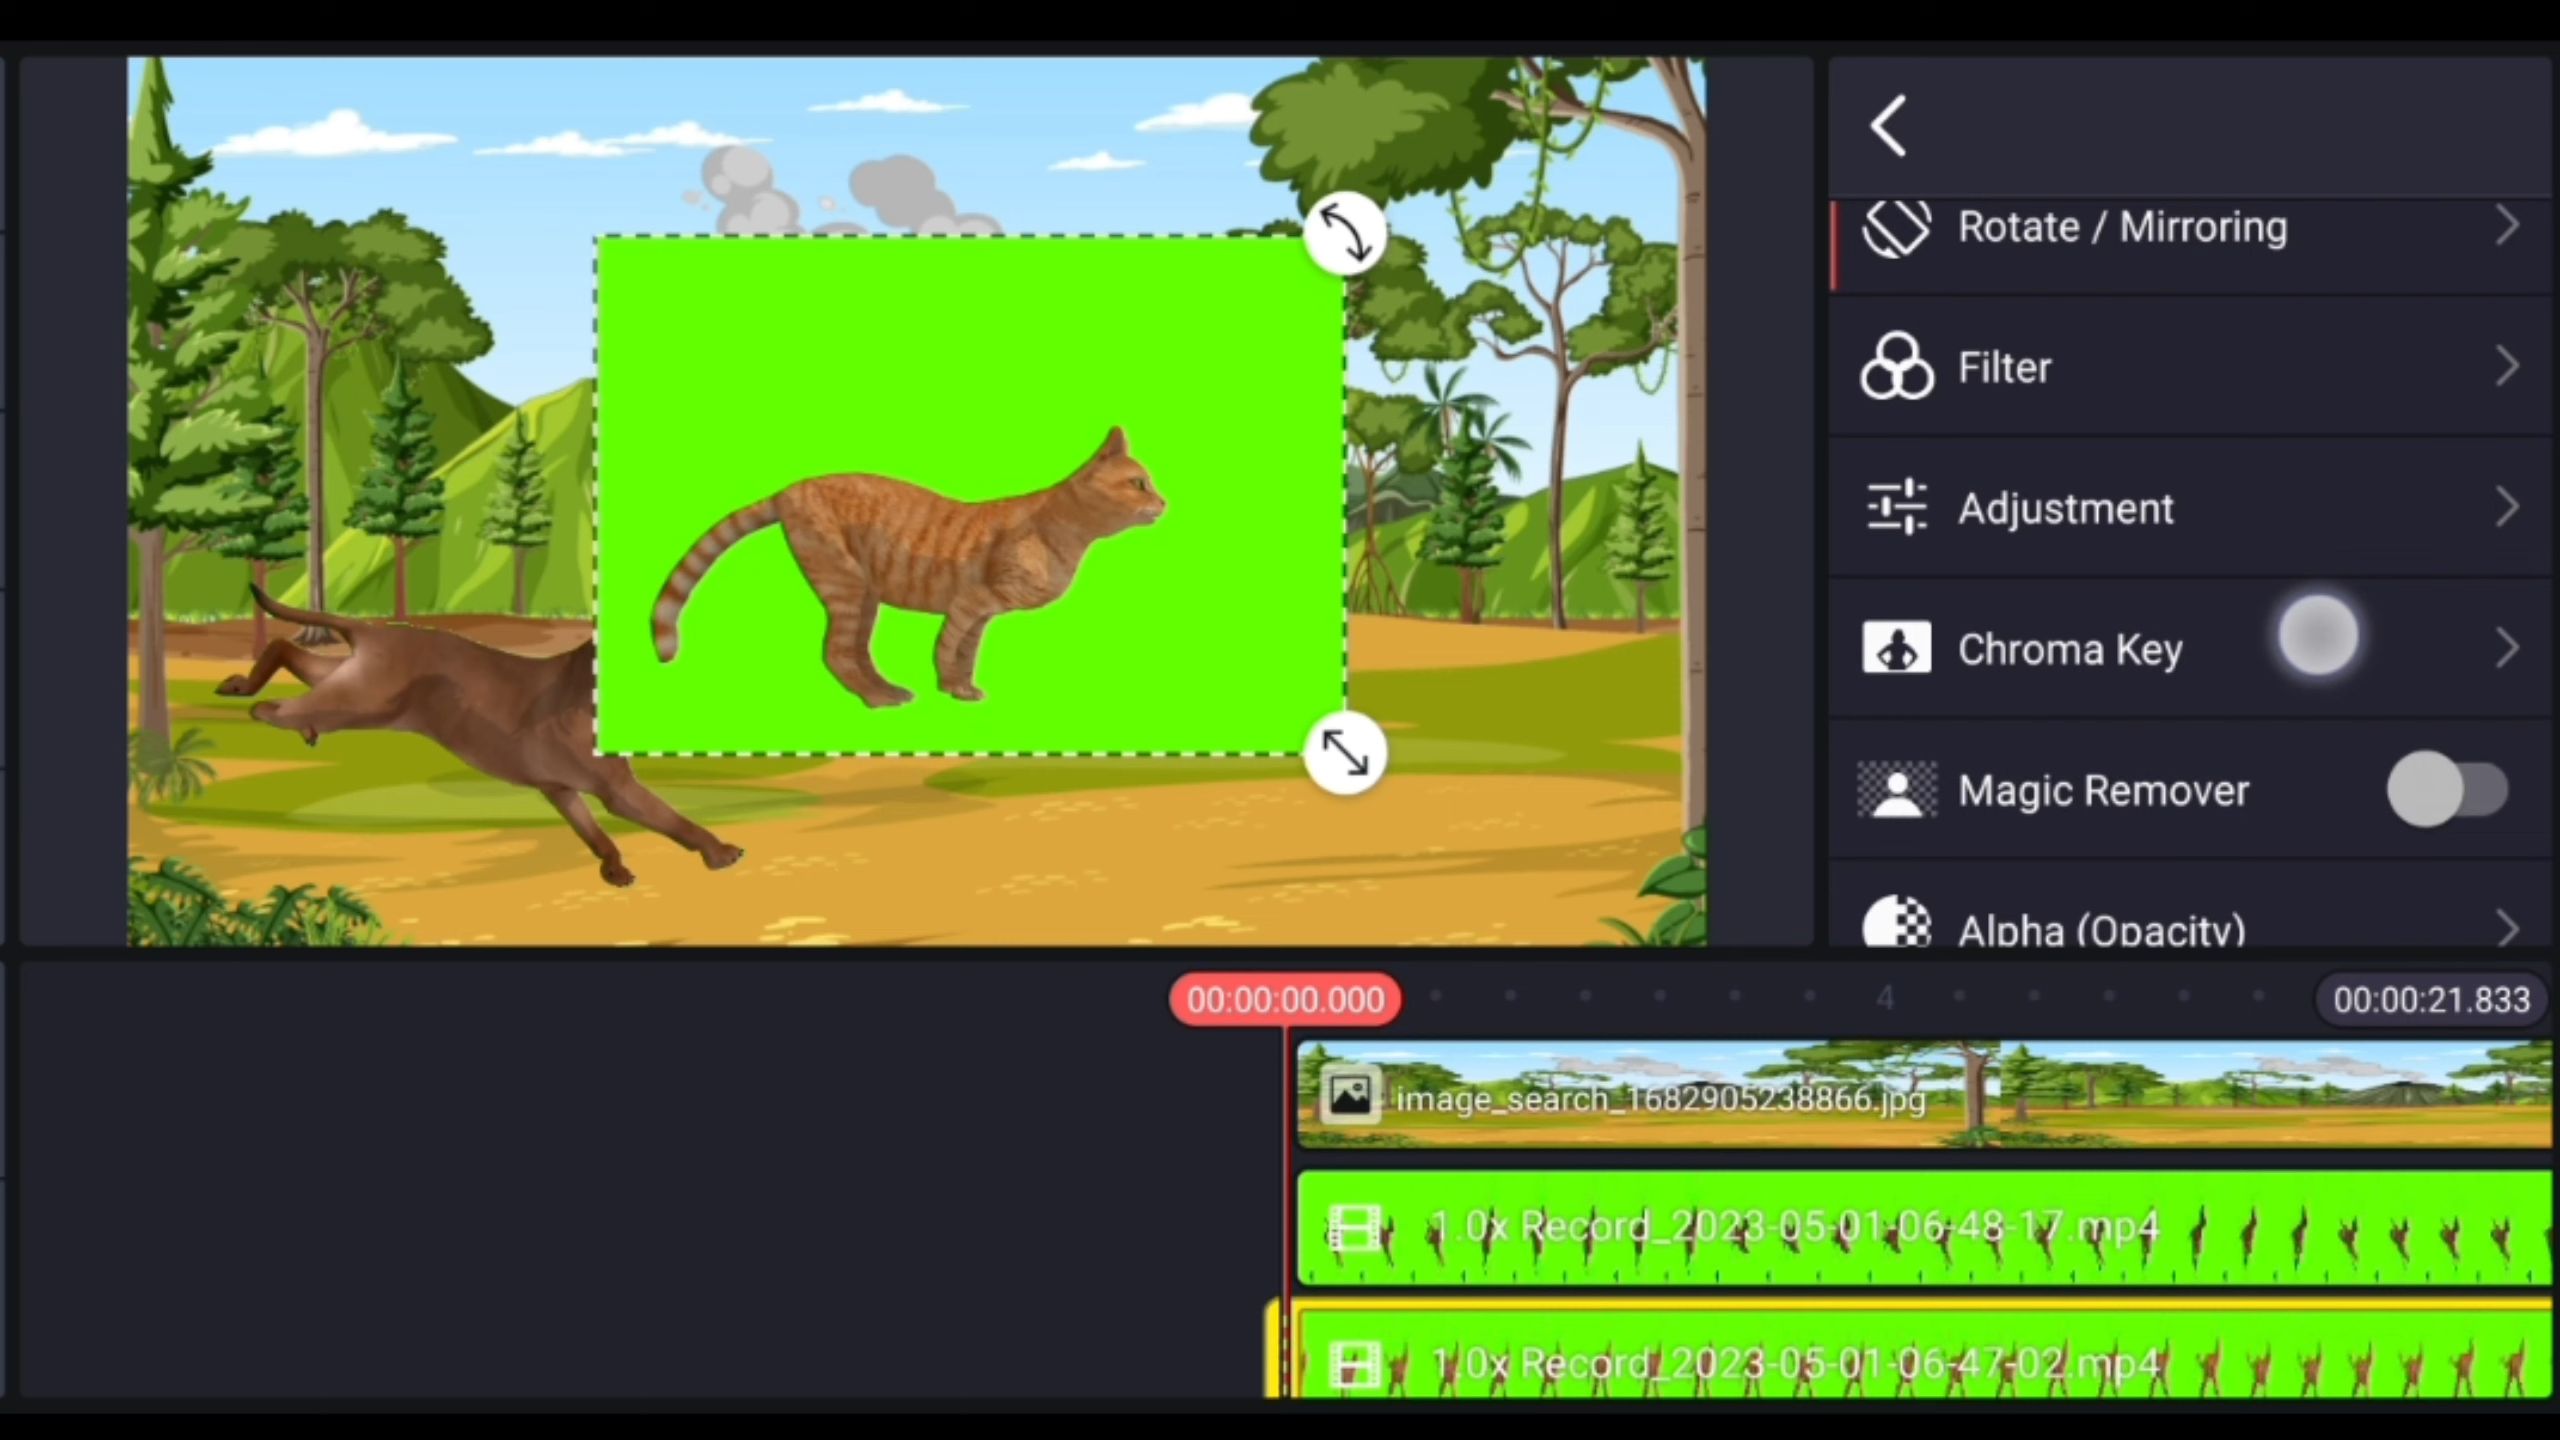 Rotate / Mirroring
Filter
Adjustment
Chroma Key
Magic Remover
Alpha (Opacity)
00:00:00.000
4
00:00:21.833
image_search_1682905238866.jpg
1.0x Record_2023-05-01-06-48-17.mp4
1.0x Record_2023-05-01-06-47-02.mp4